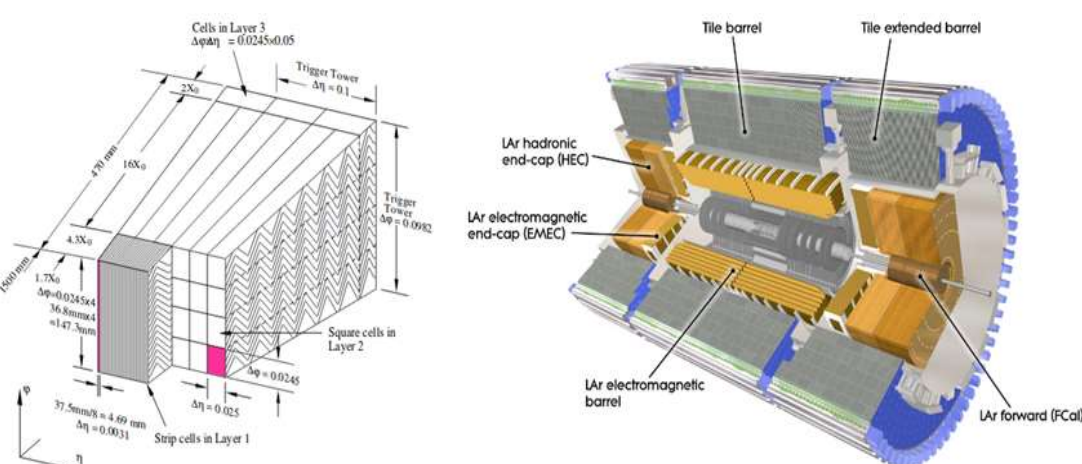 Cells in Layer 3
ΔφΔη = 0.0245×0.05
Trigger
Tower
Δη = 0.1
2X₀
470 mm
16X₀
Trigger
Tower
Δφ = 0.0982
4.3X₀
1500 mm
1.7X₀
Δφ=0.0245x4
36.8mmx4
=147.3mm
Square cells in
Layer 2
Δφ = 0.0245
Δη = 0.025
37.5mm/8 = 4.69 mm
Δη = 0.0031
Strip cells in Layer 1
φ
η
Tile barrel
Tile extended barrel
LAr hadronic
end-cap (HEC)
LAr electromagnetic
end-cap (EMEC)
LAr electromagnetic
barrel
LAr forward (FCal)